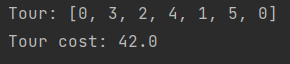 Tour: [0, 3, 2, 4, 1, 5, 0]
Tour cost: 42.0